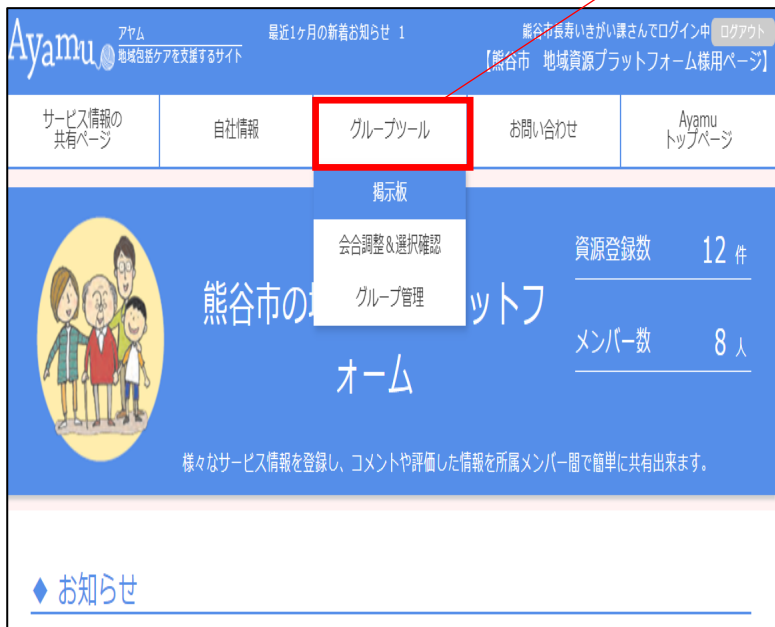 Ayamu
アヤム
地域包括ケアを支援するサイト
最近1ヶ月の新着お知らせ 1
熊谷市長寿いきがい課さんでログイン中 ログアウト
【熊谷市 地域資源プラットフォーム様用ページ】
サービス情報の
共有ページ
自社情報
グループツール
お問い合わせ
Ayamu
トップページ
掲示板
会合調整＆選択確認
グループ管理
熊谷市の
ットフ
ォーム
資源登録数 12 件
メンバー数 8 人
様々なサービス情報を登録し、コメントや評価した情報を所属メンバー間で簡単に共有出来ます。
◆ お知らせ